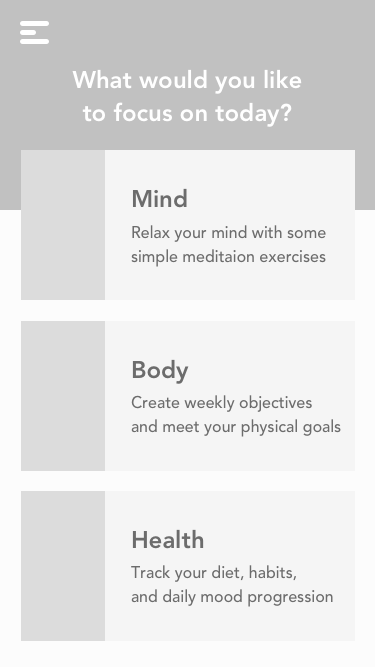 What would you like
to focus on today?
Mind
Relax your mind with some
simple meditaion exercises
Body
Create weekly objectives
and meet your physical goals
Health
Track your diet, habits,
and daily mood progression